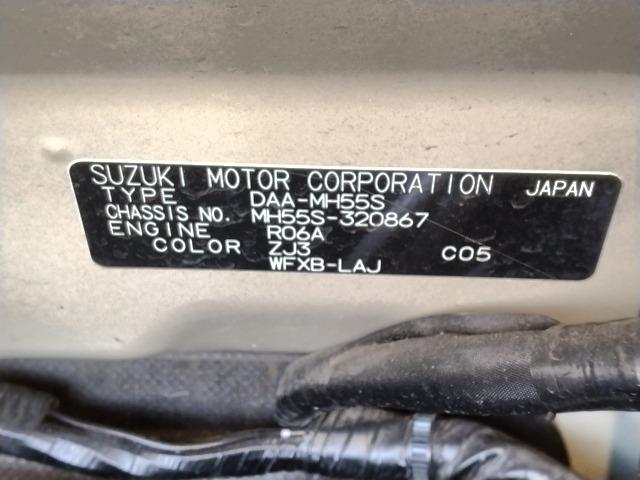 SUZUKI MOTOR CORPORATION JAPAN
TYPE DAA-MH55S
CHASSIS NO. MH55S-320867
ENGINE R06A
COLOR ZJ3 C05
WFXB-LAJ